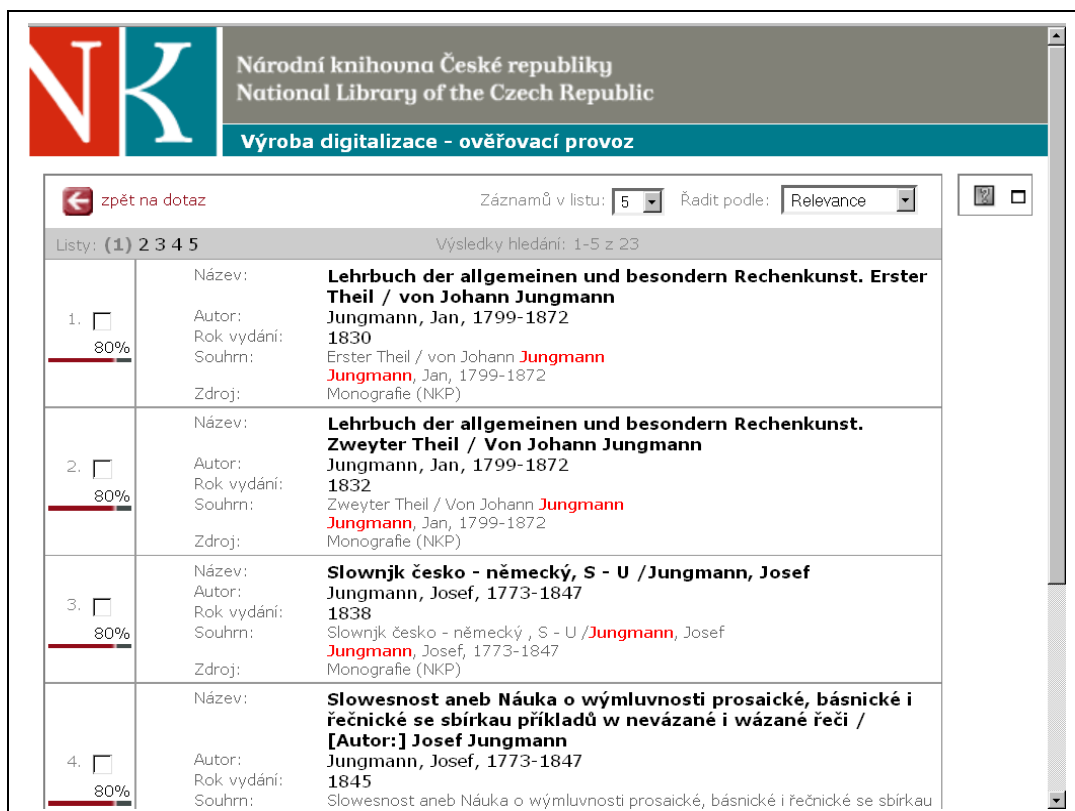 NK
Národní knihovna České republiky
National Library of the Czech Republic
Výroba digitalizace - ověřovací provoz
zpět na dotaz
Záznamů v listu: 5 Řadit podle: Relevance
Listy: (1) 2 3 4 5 Výsledky hledání: 1-5 z 23
1.
80%
Název: Lehrbuch der allgemeinen und besondern Rechenkunst. Erster
Theil / von Johann Jungmann
Autor: Jungmann, Jan, 1799-1872
Rok vydání: 1830
Souhrn: Erster Theil / von Johann Jungmann
Jungmann, Jan, 1799-1872
Zdroj: Monografie (NKP)
2.
80%
Název: Lehrbuch der allgemeinen und besondern Rechenkunst.
Zweyter Theil / Von Johann Jungmann
Autor: Jungmann, Jan, 1799-1872
Rok vydání: 1832
Souhrn: Zweyter Theil / Von Johann Jungmann
Jungmann, Jan, 1799-1872
Zdroj: Monografie (NKP)
3.
80%
Název: Slownjk česko - německý, S - U /Jungmann, Josef
Autor: Jungmann, Josef, 1773-1847
Rok vydání: 1838
Souhrn: Slownjk česko - německý , S - U /Jungmann, Josef
Jungmann, Josef, 1773-1847
Zdroj: Monografie (NKP)
4.
80%
Název: Slowesnost aneb Náuka o wýmluvnosti prosaické, básnické i
řečnické se sbírkau příkladů w nevázané i wázané řeči /
[Autor:] Josef Jungmann
Autor: Jungmann, Josef, 1773-1847
Rok vydání: 1845
Souhrn: Slowesnost aneb Náuka o wýmluvnosti prosaické, básnické i řečnické se sbírkau